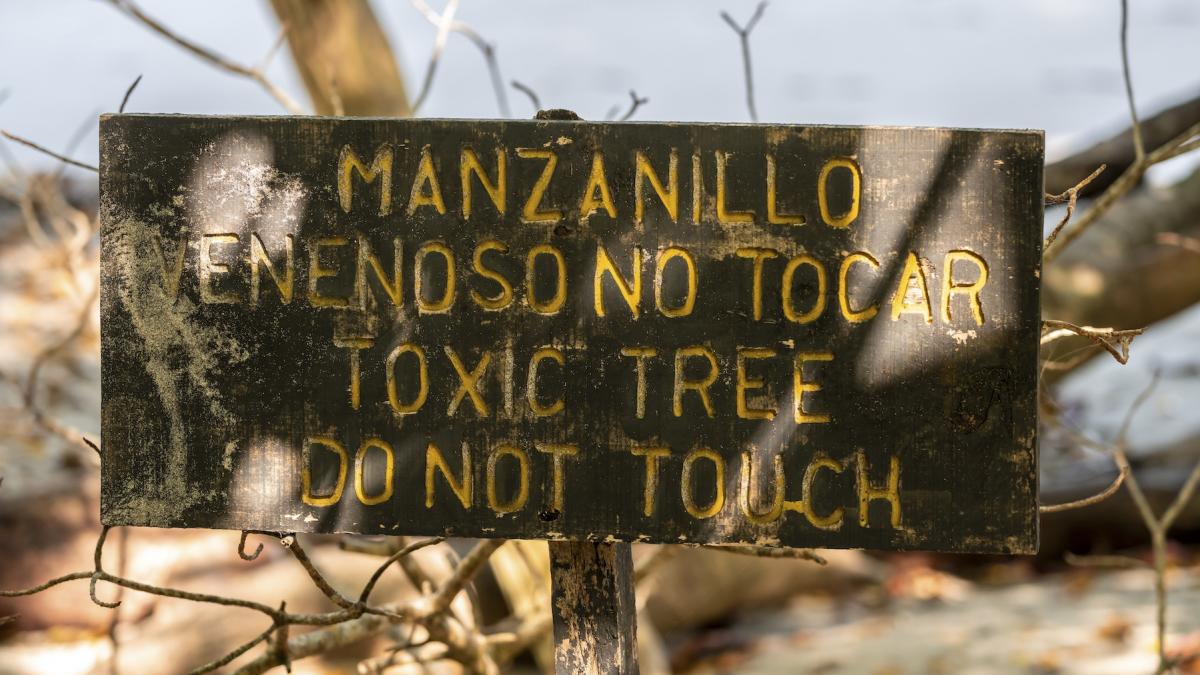 MANZANILLO
VENENOSO NO TOCAR
TOXIC TREE
DO NOT TOUCH